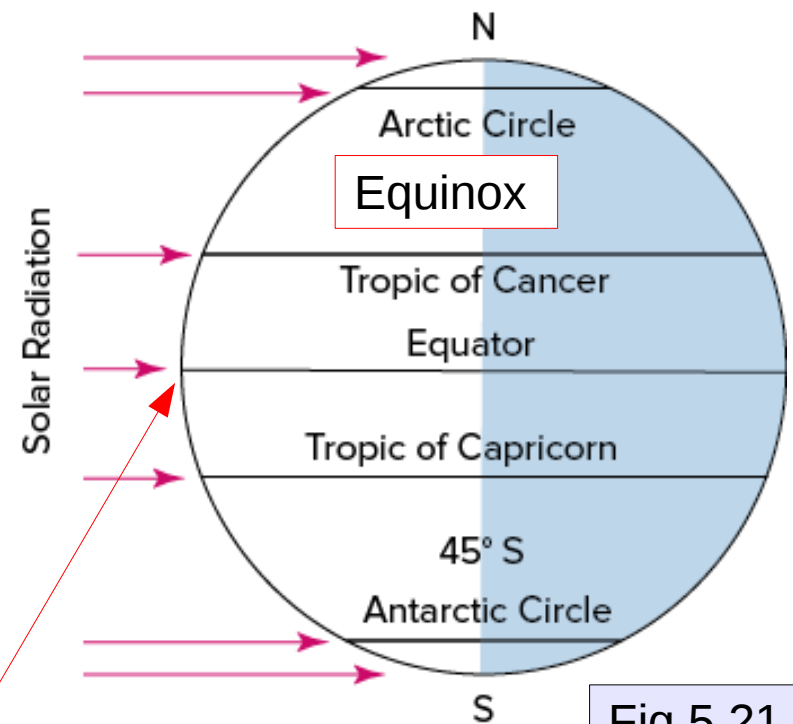 N
Arctic Circle
Equinox
Solar Radiation
Tropic of Cancer
Equator
Tropic of Capricorn
45° S
Antarctic Circle
S
Fig 5.21